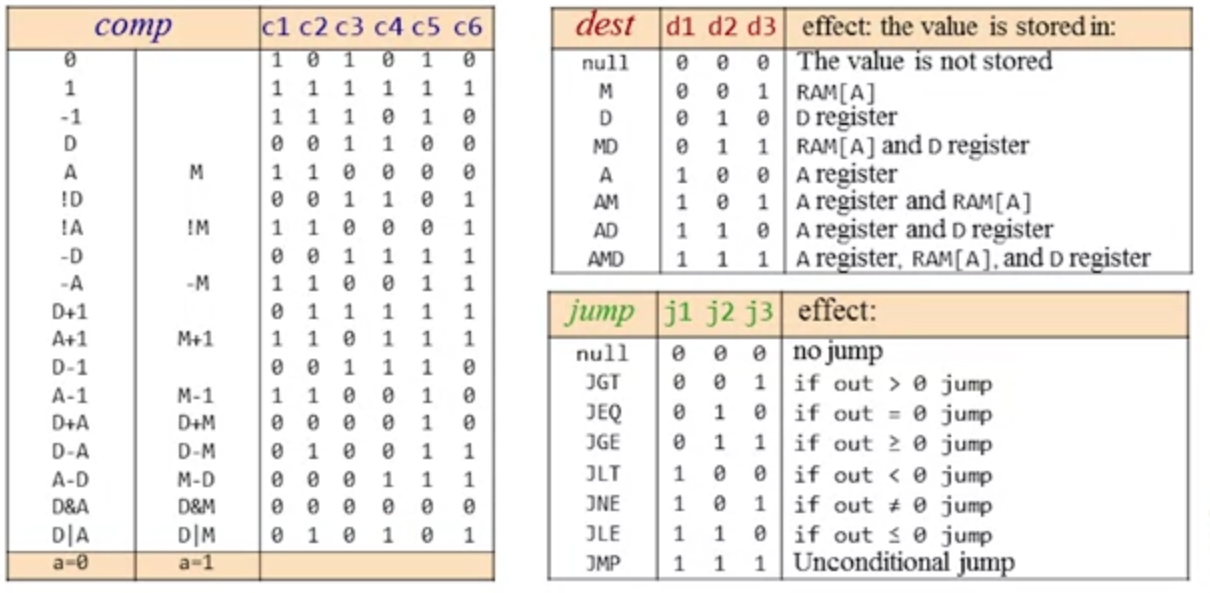 comp c1 c2 c3 c4 c5 c6
0 1 0 1 0 1 0
1 1 1 1 1 1 1
-1 1 1 1 0 1 0
D 0 0 1 1 0 0
A M 1 1 0 0 0 0
!D 0 0 1 1 0 1
!A !M 1 1 0 0 0 1
-D 0 0 1 1 1 1
-A -M 1 1 0 0 1 1
D+1 0 1 1 1 1 1
A+1 M+1 1 1 0 1 1 1
D-1 0 0 1 1 1 0
A-1 M-1 1 1 0 0 1 0
D+A D+M 0 0 0 0 1 0
D-A D-M 0 1 0 0 1 1
A-D M-D 0 0 0 1 1 1
D&A D&M 0 0 0 0 0 0
D|A D|M 0 1 0 1 0 1
a=0 a=1
dest d1 d2 d3 effect: the value is stored in:
null 0 0 0 The value is not stored
M 0 0 1 RAM[A]
D 0 1 0 D register
MD 0 1 1 RAM[A] and D register
A 1 0 0 A register
AM 1 0 1 A register and RAM[A]
AD 1 1 0 A register and D register
AMD 1 1 1 A register, RAM[A], and D register
jump j1 j2 j3 effect:
null 0 0 0 no jump
JGT 0 0 1 if out > 0 jump
JEQ 0 1 0 if out = 0 jump
JGE 0 1 1 if out ≥ 0 jump
JLT 1 0 0 if out < 0 jump
JNE 1 0 1 if out ≠ 0 jump
JLE 1 1 0 if out ≤ 0 jump
JMP 1 1 1 Unconditional jump